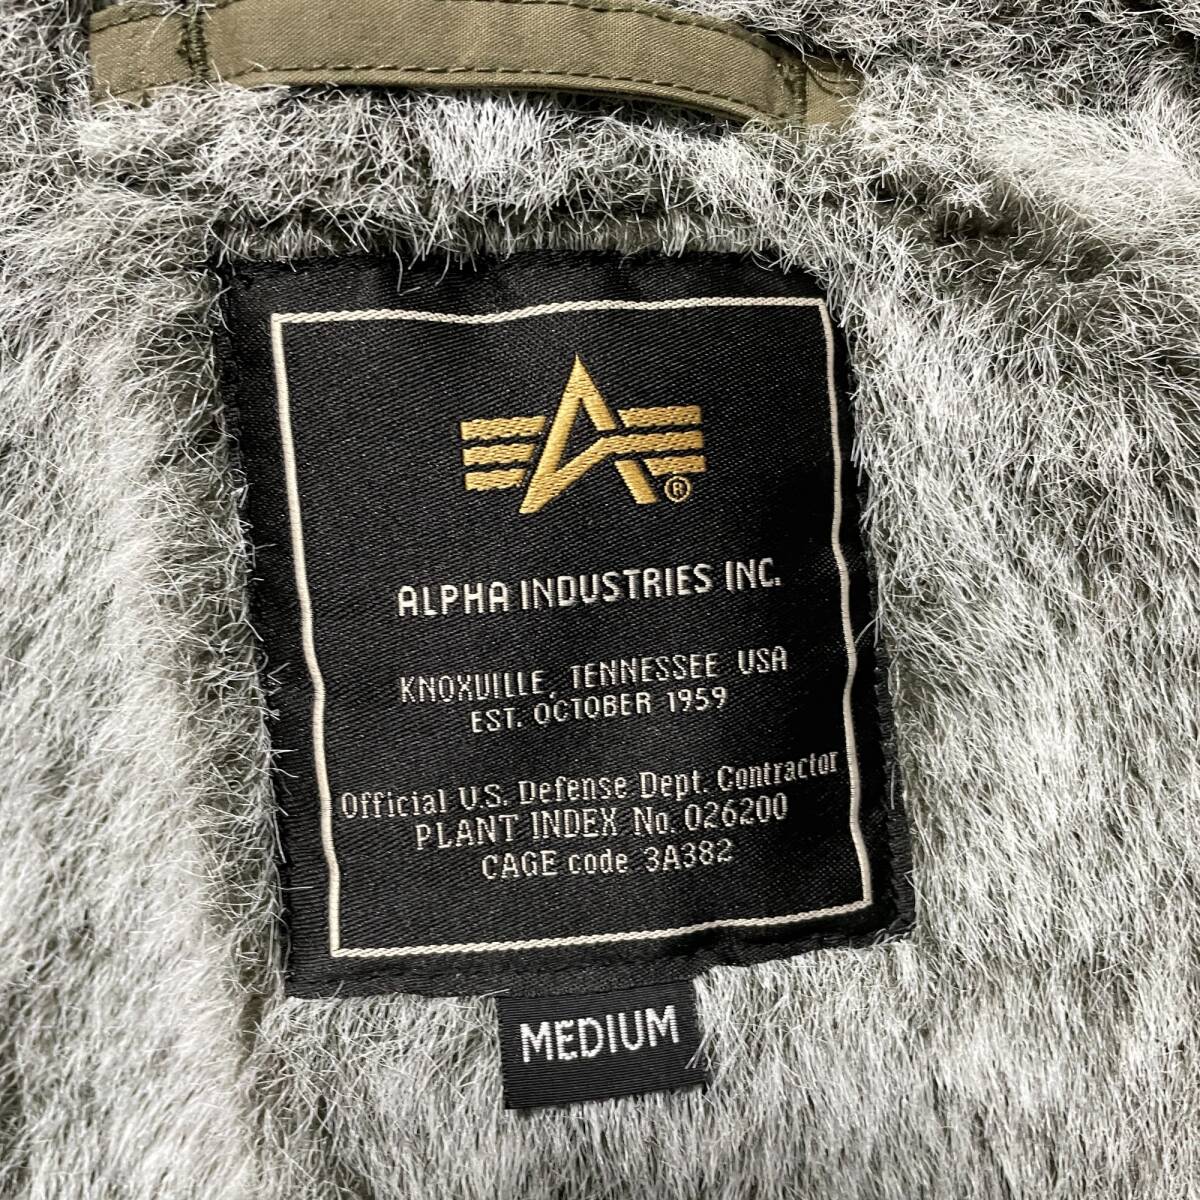 ®
ALPHA INDUSTRIES INC.
KNOXVILLE, TENNESSEE USA
EST. OCTOBER 1959
Official U.S. Defense Dept. Contractor
PLANT INDEX No. 026200
CAGE code 3A382
MEDIUM